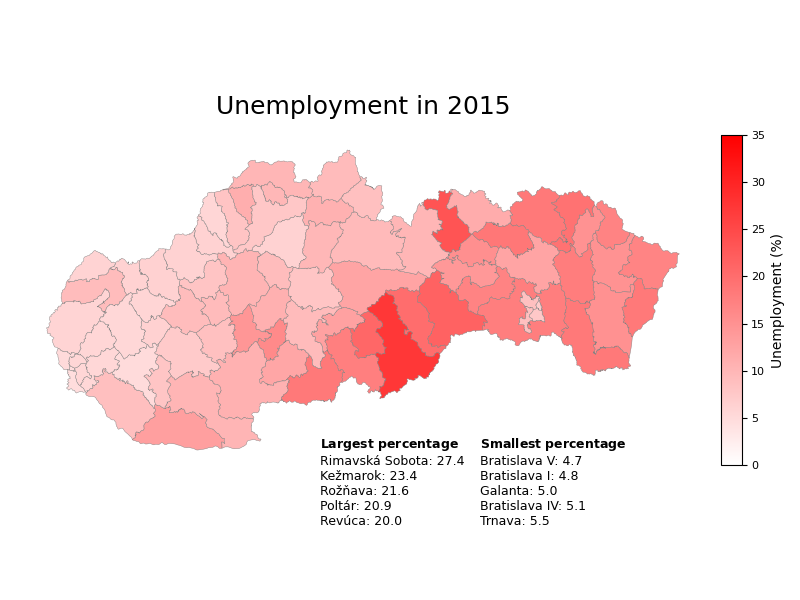 Unemployment in 2015
35
30
25
20
15
10
5
0
Unemployment (%)
Largest percentage
Rimavská Sobota: 27.4
Kežmarok: 23.4
Rožňava: 21.6
Poltár: 20.9
Revúca: 20.0
Smallest percentage
Bratislava V: 4.7
Bratislava I: 4.8
Galanta: 5.0
Bratislava IV: 5.1
Trnava: 5.5